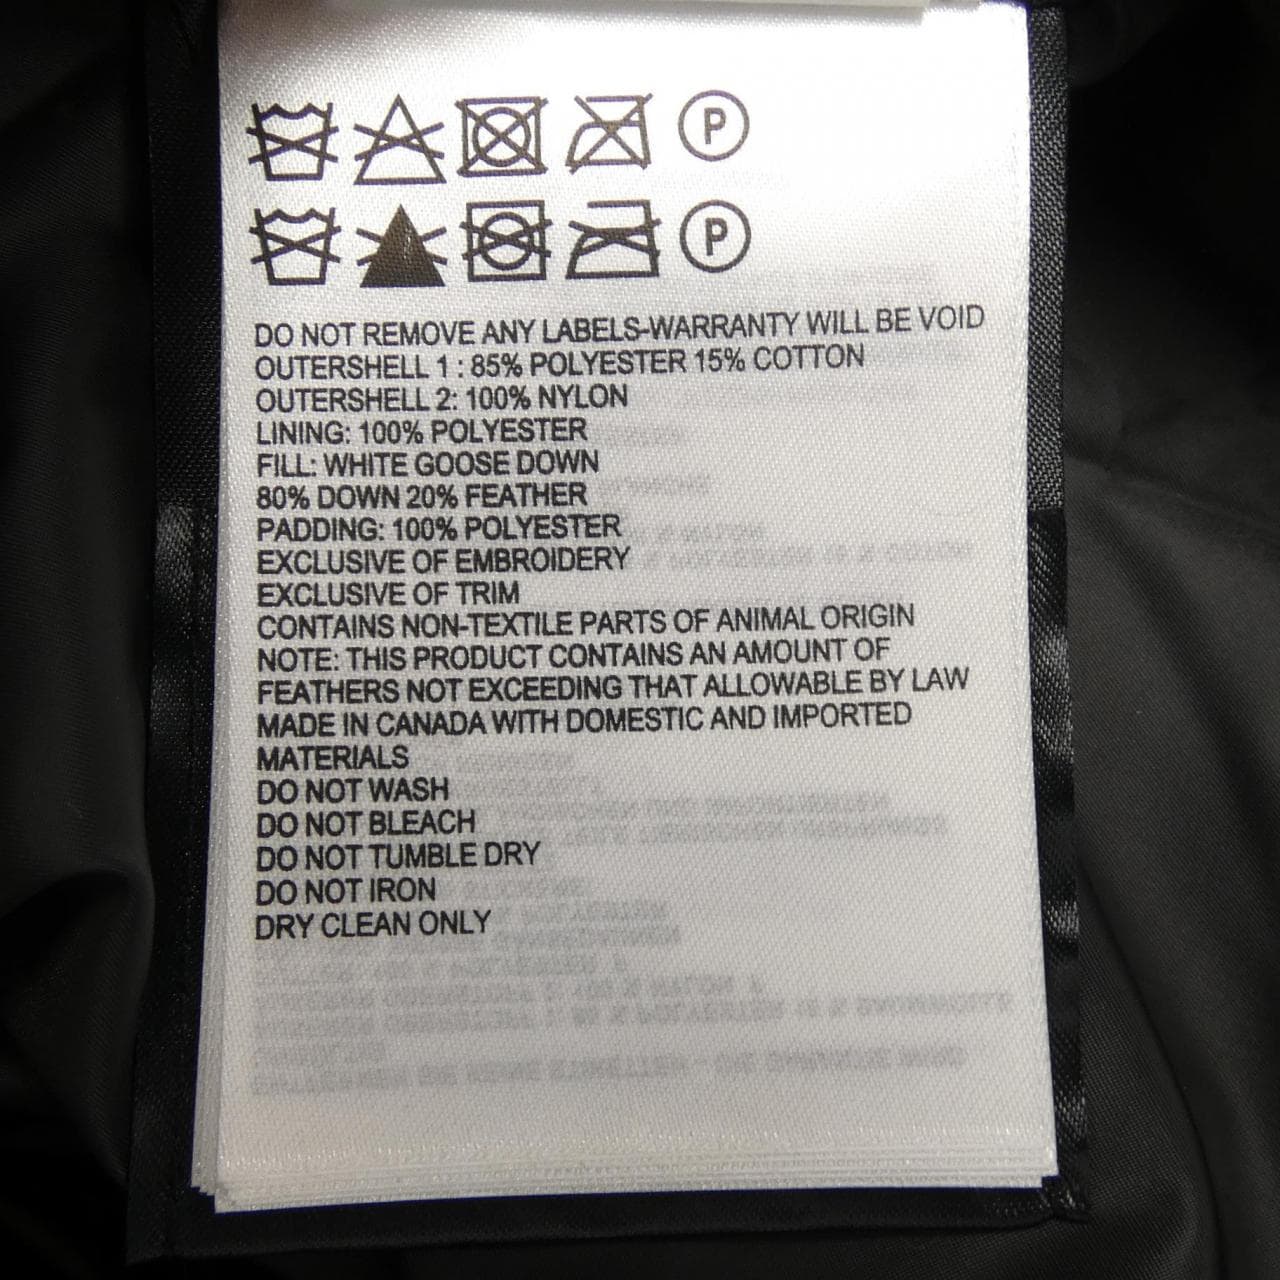 P
P
DO NOT REMOVE ANY LABELS-WARRANTY WILL BE VOID
OUTERSHELL 1 : 85% POLYESTER 15% COTTON
OUTERSHELL 2: 100% NYLON
LINING: 100% POLYESTER
FILL: WHITE GOOSE DOWN
80% DOWN 20% FEATHER
PADDING: 100% POLYESTER
EXCLUSIVE OF EMBROIDERY
EXCLUSIVE OF TRIM
CONTAINS NON-TEXTILE PARTS OF ANIMAL ORIGIN
NOTE: THIS PRODUCT CONTAINS AN AMOUNT OF
FEATHERS NOT EXCEEDING THAT ALLOWABLE BY LAW
MADE IN CANADA WITH DOMESTIC AND IMPORTED
MATERIALS
DO NOT WASH
DO NOT BLEACH
DO NOT TUMBLE DRY
DO NOT IRON
DRY CLEAN ONLY